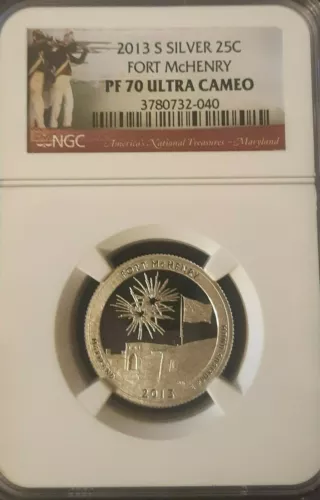 2013 S SILVER 25C
FORT McHENRY
PF 70 ULTRA CAMEO
3780732-040
NGC
America's National Treasures ~ Maryland
FORT McHENRY
2013